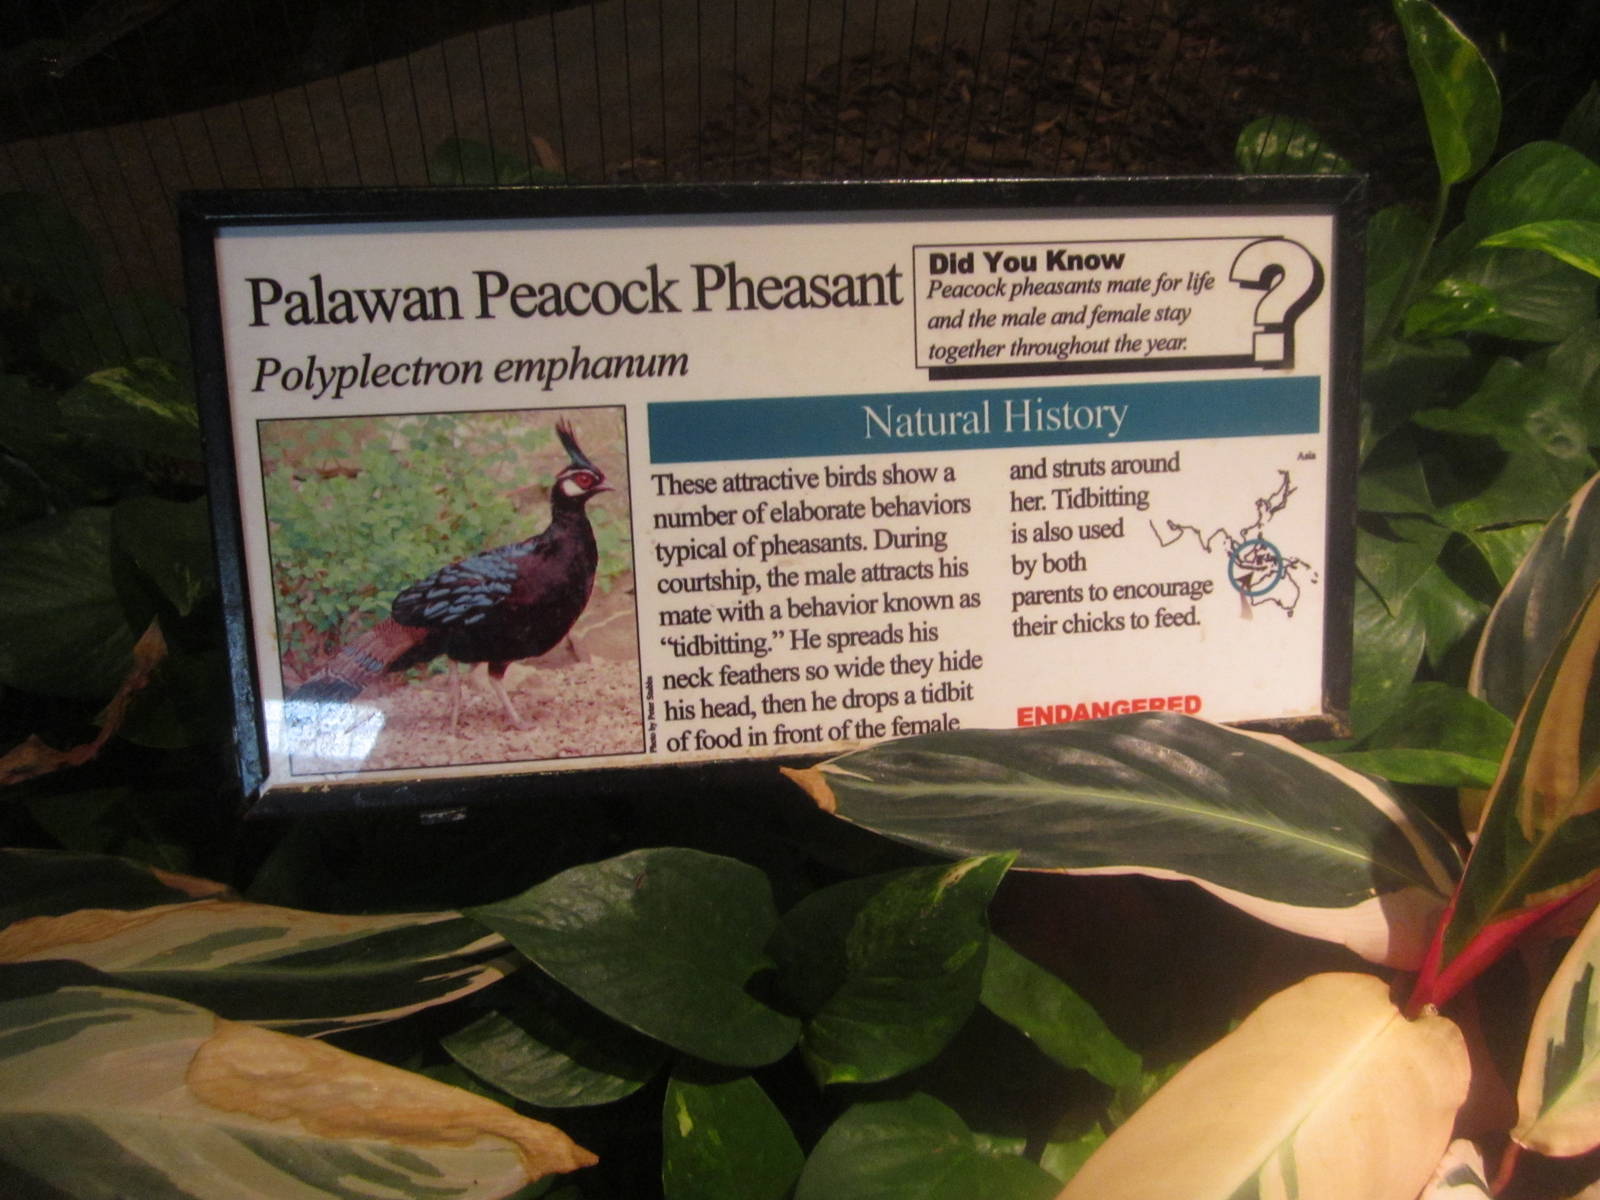 Palawan Peacock Pheasant
Polyplectron emphanum
Did You Know
Peacock pheasants mate for life
and the male and female stay
together throughout the year.
?
Natural History
These attractive birds show a
number of elaborate behaviors
typical of pheasants. During
courtship, the male attracts his
mate with a behavior known as
“tidbitting.” He spreads his
neck feathers so wide they hide
his head, then he drops a tidbit
of food in front of the female
and struts around
her. Tidbitting
is also used
by both
parents to encourage
their chicks to feed.
Asia
ENDANGERED
Photo by Peter Stubbs